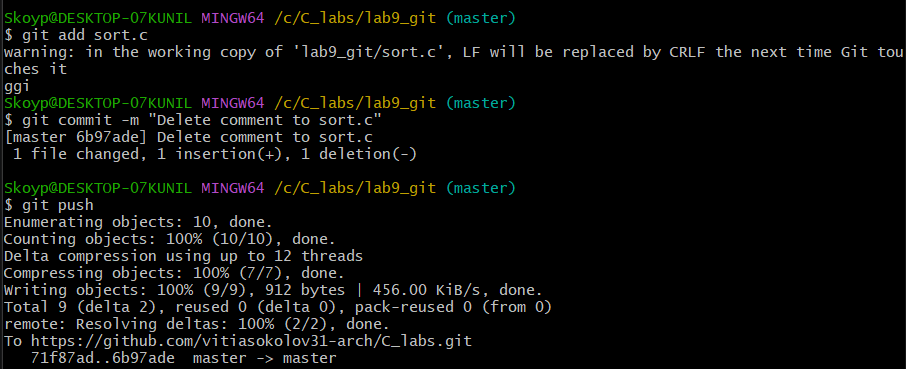 Skoyp@DESKTOP-O7KUNIL MINGW64 /c/C_labs/lab9_git (master)
$ git add sort.c
warning: in the working copy of 'lab9_git/sort.c', LF will be replaced by CRLF the next time Git tou
ches it
ggi
Skoyp@DESKTOP-O7KUNIL MINGW64 /c/C_labs/lab9_git (master)
$ git commit -m "Delete comment to sort.c"
[master 6b97ade] Delete comment to sort.c
 1 file changed, 1 insertion(+), 1 deletion(-)
Skoyp@DESKTOP-O7KUNIL MINGW64 /c/C_labs/lab9_git (master)
$ git push
Enumerating objects: 10, done.
Counting objects: 100% (10/10), done.
Delta compression using up to 12 threads
Compressing objects: 100% (7/7), done.
Writing objects: 100% (9/9), 912 bytes | 456.00 KiB/s, done.
Total 9 (delta 2), reused 0 (delta 0), pack-reused 0 (from 0)
remote: Resolving deltas: 100% (2/2), done.
To https://github.com/vitiasokolov31-arch/C_labs.git
   71f87ad..6b97ade  master -> master